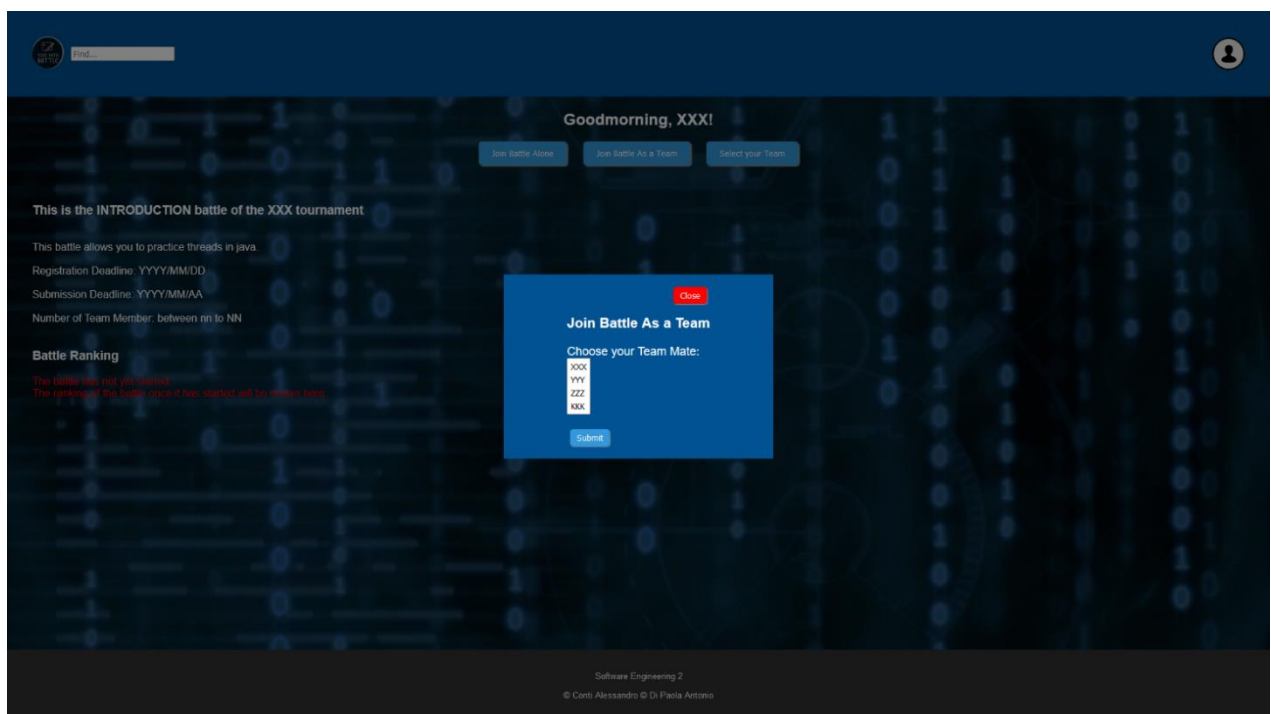 BATTLE
Find...
Goodmorning, XXX!
Join Battle Alone
Join Battle As a Team
Select your Team
This is the INTRODUCTION battle of the XXX tournament
This battle allows you to practice threads in java.
Registration Deadline: YYYY/MM/DD
Submission Deadline: YYYY/MM/AA
Number of Team Member: between nn to NN
Battle Ranking
The battle has not yet started.
The ranking of the battle once it has started will be shown here.
Close
Join Battle As a Team
Choose your Team Mate:
XXX
YYY
ZZZ
KKK
Submit
Software Engineering 2
© Conti Alessandro © Di Paola Antonio